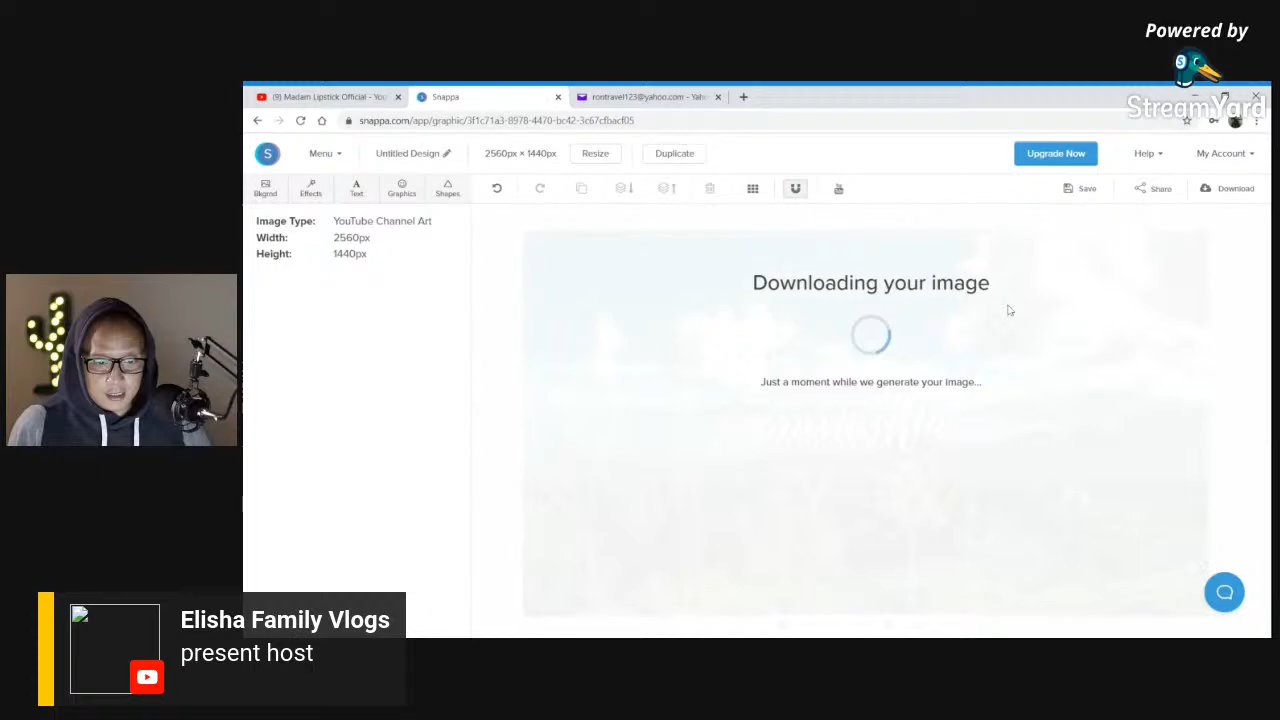 Powered by
StreamYard
(9) Madam Lipstick Official - You
Snappa
rontravel123@yahoo.com - Yah
snappa.com/app/graphic/3f1c71a3-8978-4470-bc42-3c67cfbacf05
Menu
Untitled Design
2560px × 1440px
Resize
Duplicate
Upgrade Now
Help
My Account
Bkgrnd
Effects
Text
Graphics
Shapes
Save
Share
Download
Image Type: YouTube Channel Art
Width: 2560px
Height: 1440px
Downloading your image
Just a moment while we generate your image...
Elisha Family Vlogs
present host